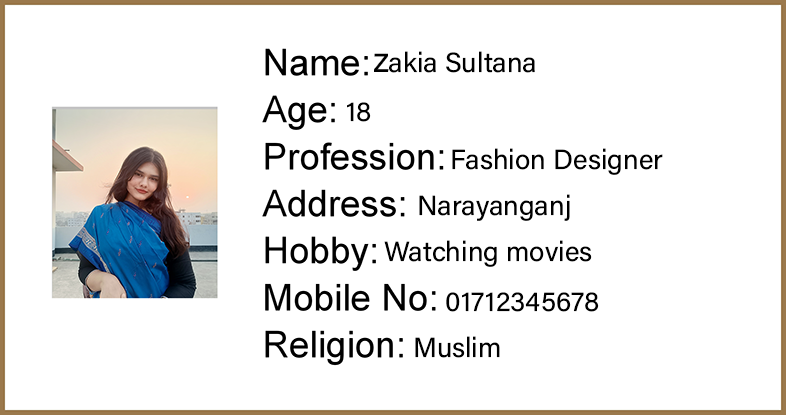 Name: Zakia Sultana
Age: 18
Profession: Fashion Designer
Address: Narayanganj
Hobby: Watching movies
Mobile No: 01712345678
Religion: Muslim